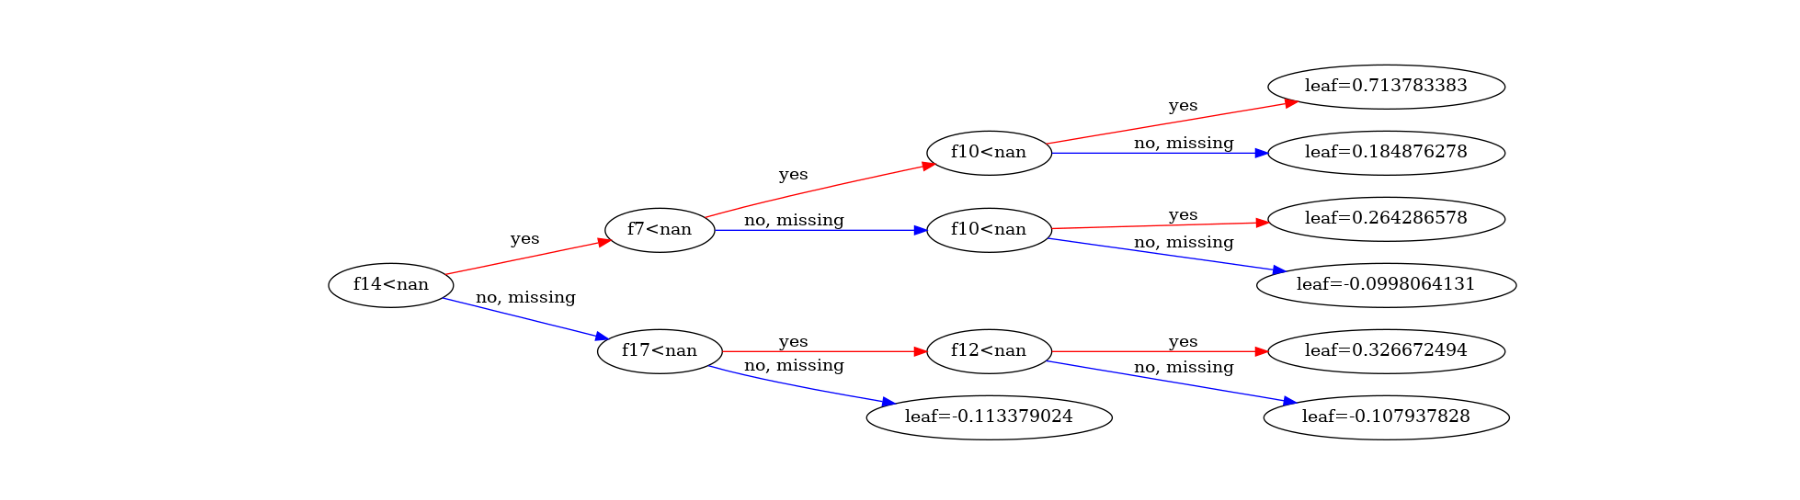 leaf=0.713783383
yes
f10<nan
no, missing
leaf=0.184876278
yes
f7<nan
no, missing
f10<nan
yes
leaf=0.264286578
no, missing
leaf=-0.0998064131
yes
f14<nan
no, missing
f17<nan
yes
f12<nan
yes
leaf=0.326672494
no, missing
no, missing
leaf=-0.113379024
leaf=-0.107937828